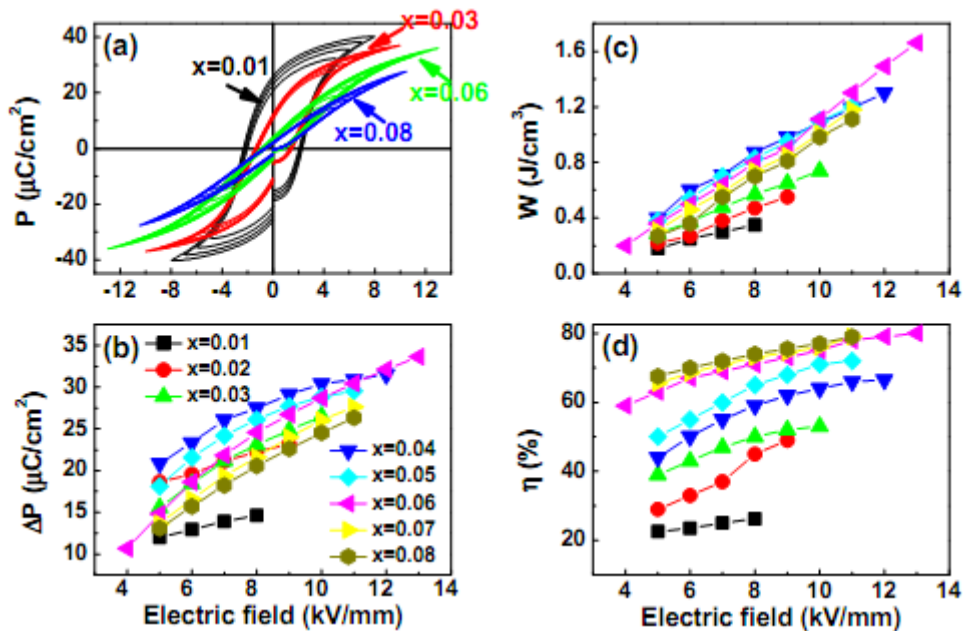 (a)
x=0.01
x=0.03
x=0.06
x=0.08
P (μC/cm²)
40
20
0
-20
-40
-12 -8 -4 0 4 8 12
(c)
W (J/cm³)
1.6
1.2
0.8
0.4
0.0
4 6 8 10 12 14
(b)
x=0.01
x=0.02
x=0.03
x=0.04
x=0.05
x=0.06
x=0.07
x=0.08
ΔP (μC/cm²)
35
30
25
20
15
10
4 6 8 10 12 14
Electric field (kV/mm)
(d)
η (%)
80
60
40
20
4 6 8 10 12 14
Electric field (kV/mm)